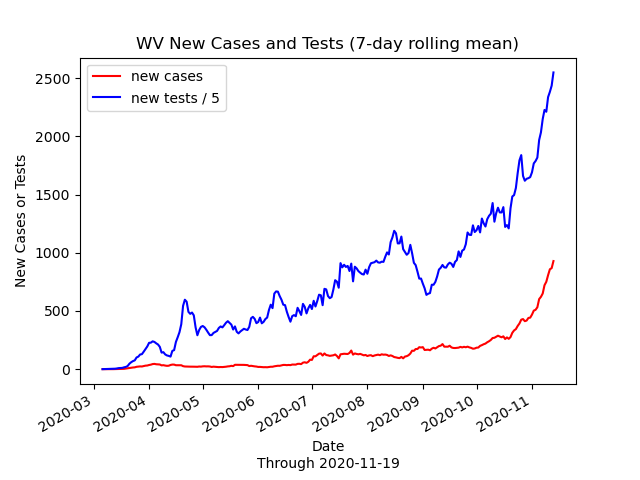 WV New Cases and Tests (7-day rolling mean)
new cases
new tests / 5
2500
2000
1500
1000
500
0
New Cases or Tests
2020-03
2020-04
2020-05
2020-06
2020-07
2020-08
2020-09
2020-10
2020-11
Date
Through 2020-11-19